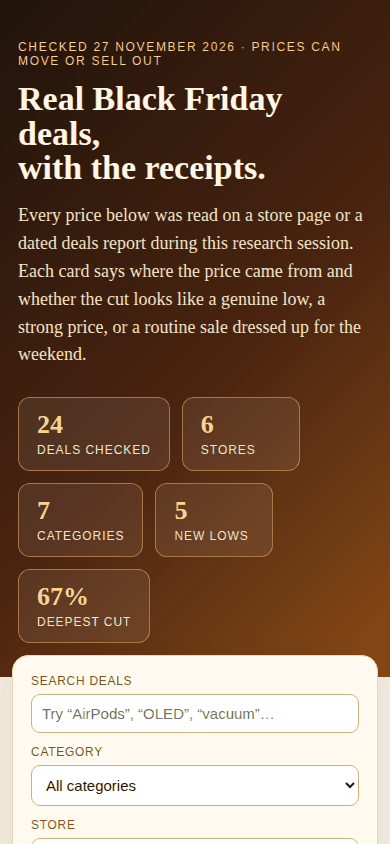 CHECKED 27 NOVEMBER 2026 · PRICES CAN
MOVE OR SELL OUT
Real Black Friday
deals,
with the receipts.
Every price below was read on a store page or a
dated deals report during this research session.
Each card says where the price came from and
whether the cut looks like a genuine low, a
strong price, or a routine sale dressed up for the
weekend.
24
DEALS CHECKED
6
STORES
7
CATEGORIES
5
NEW LOWS
67%
DEEPEST CUT
SEARCH DEALS
Try “AirPods”, “OLED”, “vacuum”…
CATEGORY
All categories
STORE